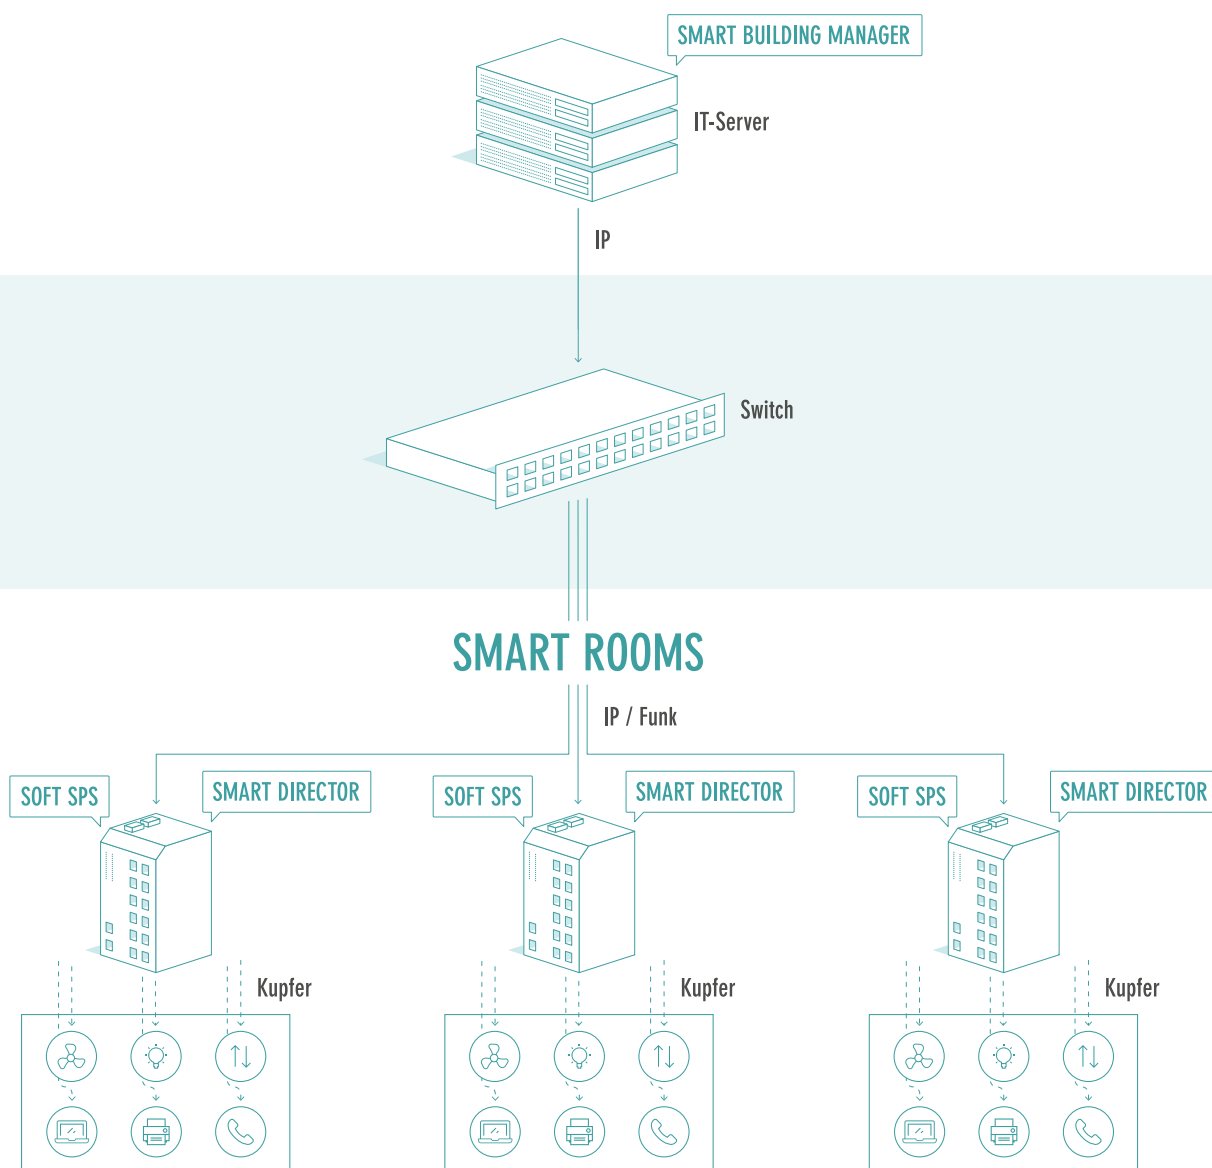 SMART BUILDING MANAGER
IT-Server
IP
Switch
SMART ROOMS
IP / Funk
SOFT SPS
SMART DIRECTOR
SOFT SPS
SMART DIRECTOR
SOFT SPS
SMART DIRECTOR
Kupfer
Kupfer
Kupfer